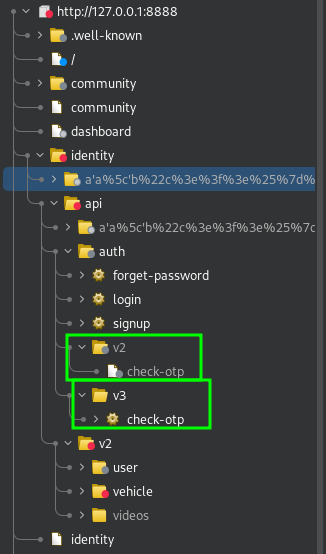 http://127.0.0.1:8888
.well-known
/
community
community
dashboard
identity
a'a%5c'b%22c%3e%3f%3e%25%7d%
api
a'a%5c'b%22c%3e%3f%3e%25%7c
auth
forget-password
login
signup
v2
check-otp
v3
check-otp
v2
user
vehicle
videos
identity